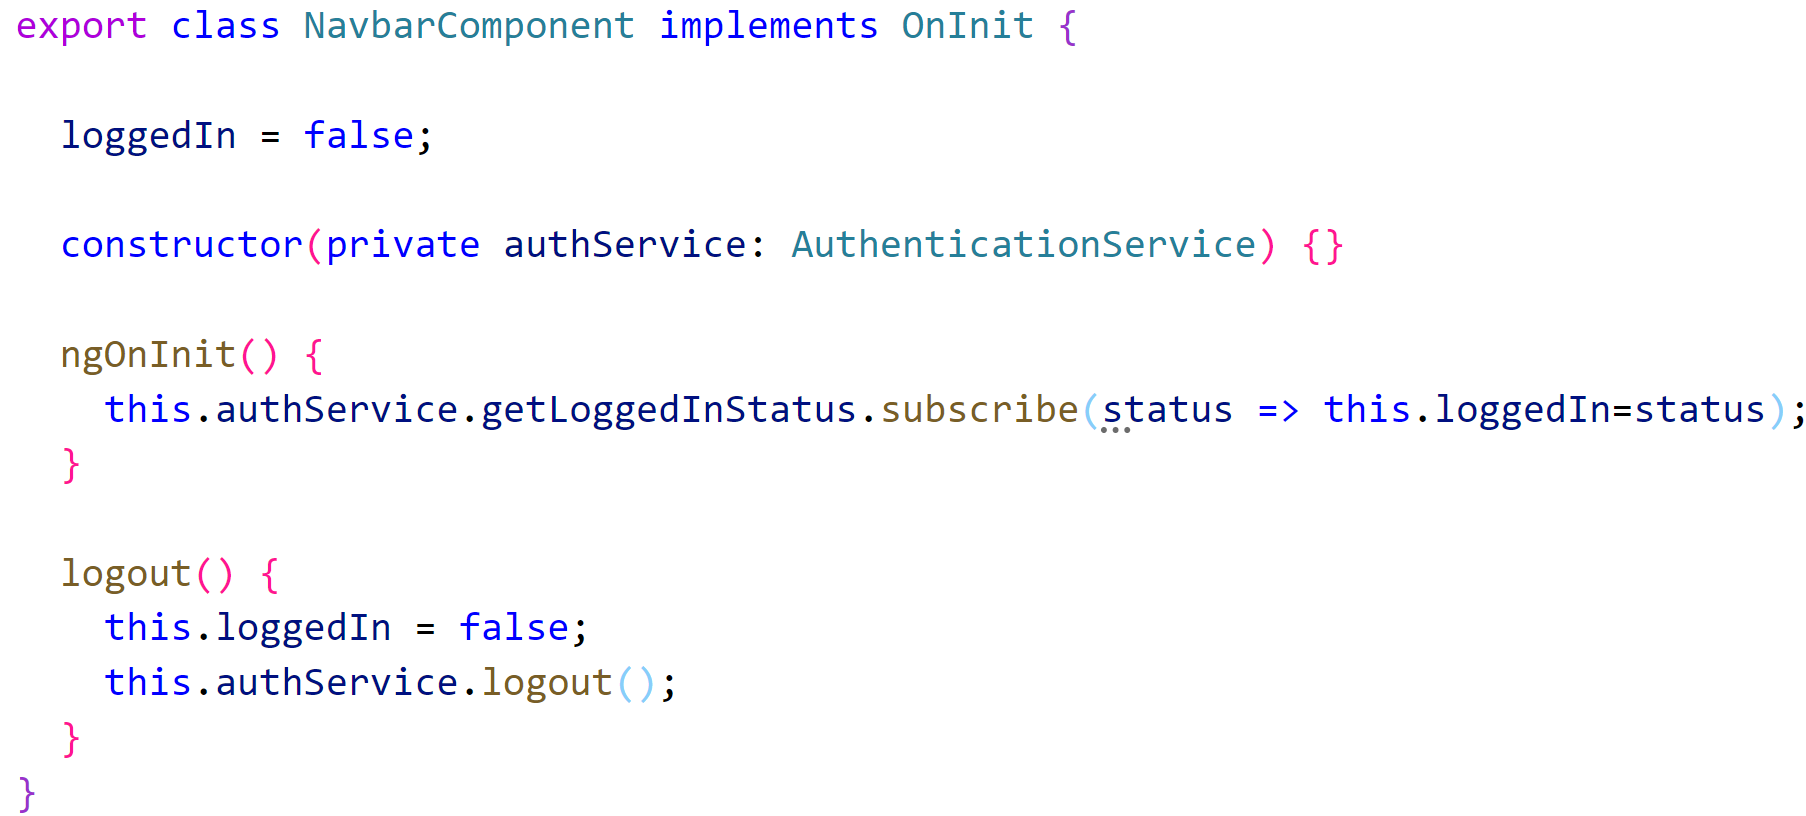 export class NavbarComponent implements OnInit {
loggedIn = false;
constructor(private authService: AuthenticationService) {}
ngOnInit() {
this.authService.getLoggedInStatus.subscribe(status => this.loggedIn=status);
}
logout() {
this.loggedIn = false;
this.authService.logout();
}
}